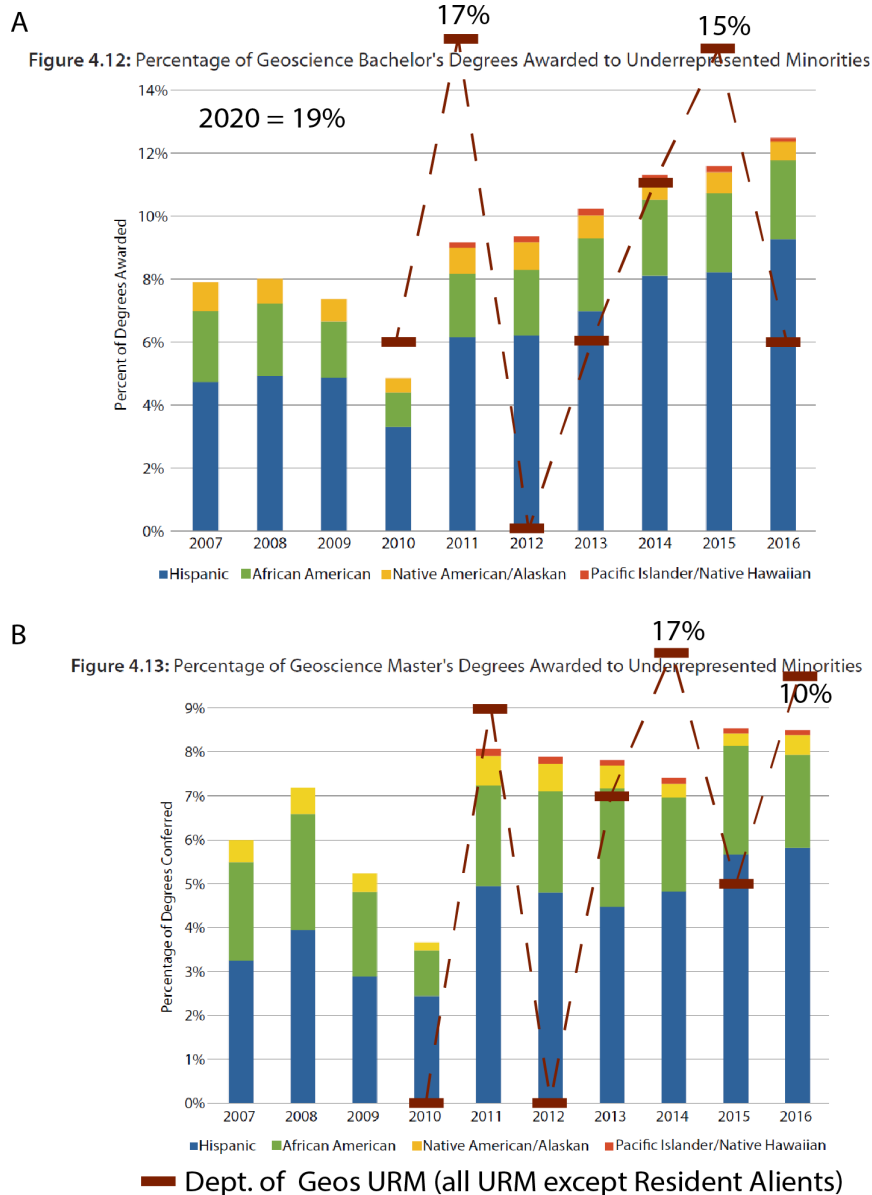 A
17%
15%
Figure 4.12: Percentage of Geoscience Bachelor's Degrees Awarded to Underrepresented Minorities
14%
2020 = 19%
12%
10%
8%
6%
4%
2%
0%
Percent of Degrees Awarded
2007 2008 2009 2010 2011 2012 2013 2014 2015 2016
Hispanic African American Native American/Alaskan Pacific Islander/Native Hawaiian
B
17%
Figure 4.13: Percentage of Geoscience Master's Degrees Awarded to Underrepresented Minorities
10%
9%
8%
7%
6%
5%
4%
3%
2%
1%
0%
Percentage of Degrees Conferred
2007 2008 2009 2010 2011 2012 2013 2014 2015 2016
Hispanic African American Native American/Alaskan Pacific Islander/Native Hawaiian
Dept. of Geos URM (all URM except Resident Alients)